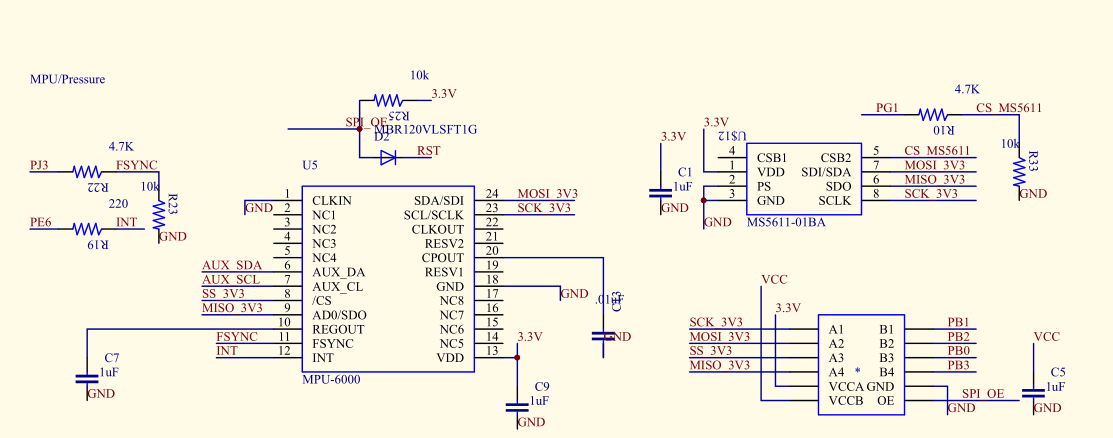 MPU/Pressure
10k
3.3V
R25
SPI_OE
MBR120VLSFT1G
D2
RST
4.7K
PJ3
FSYNC
R22
10k
R23
220
PE6
INT
R19
GND
U5
1 CLKIN SDA/SDI 24 MOSI_3V3
GND
2 NC1 SCL/SCLK 23 SCK_3V3
3 NC2 CLKOUT 22
4 NC3 RESV2 21
5 NC4 CPOUT 20
AUX_SDA 6 AUX_DA RESV1 19
AUX_SCL 7 AUX_CL GND 18
GND
SS_3V3 8 /CS NC8 17
MISO_3V3 9 AD0/SDO NC7 16
10 REGOUT NC6 15
FSYNC 11 FSYNC NC5 14
INT 12 INT VDD 13
MPU-6000
C7
1uF
GND
.01uF
GND
3.3V
C9
1uF
GND
4.7K
PG1
CS_MS5611
R10
10k
R33
GND
3.3V
C1
1uF
GND
3.3V
U$12
4 CSB1 CSB2 5 CS_MS5611
1 VDD SDI/SDA 7 MOSI_3V3
2 PS SDO 6 MISO_3V3
3 GND SCLK 8 SCK_3V3
GND
MS5611-01BA
VCC
3.3V
SCK_3V3 A1 B1 PB1
MOSI_3V3 A2 B2 PB2
SS_3V3 A3 B3 PB0
MISO_3V3 A4 * B4 PB3
VCCA GND
VCCB OE
SPI_OE
GND
VCC
C5
1uF
GND